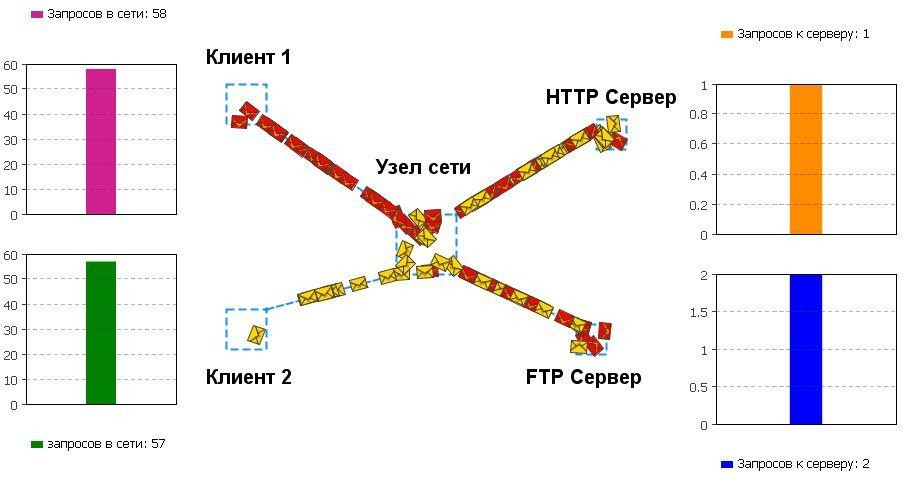 Запросов в сети: 58
60
50
40
30
20
10
0
60
50
40
30
20
10
0
запросов в сети: 57
Клиент 1
HTTP Сервер
Узел сети
Клиент 2
FTP Сервер
Запросов к серверу: 1
1
0.8
0.6
0.4
0.2
0
2
1.5
1
0.5
0
Запросов к серверу: 2